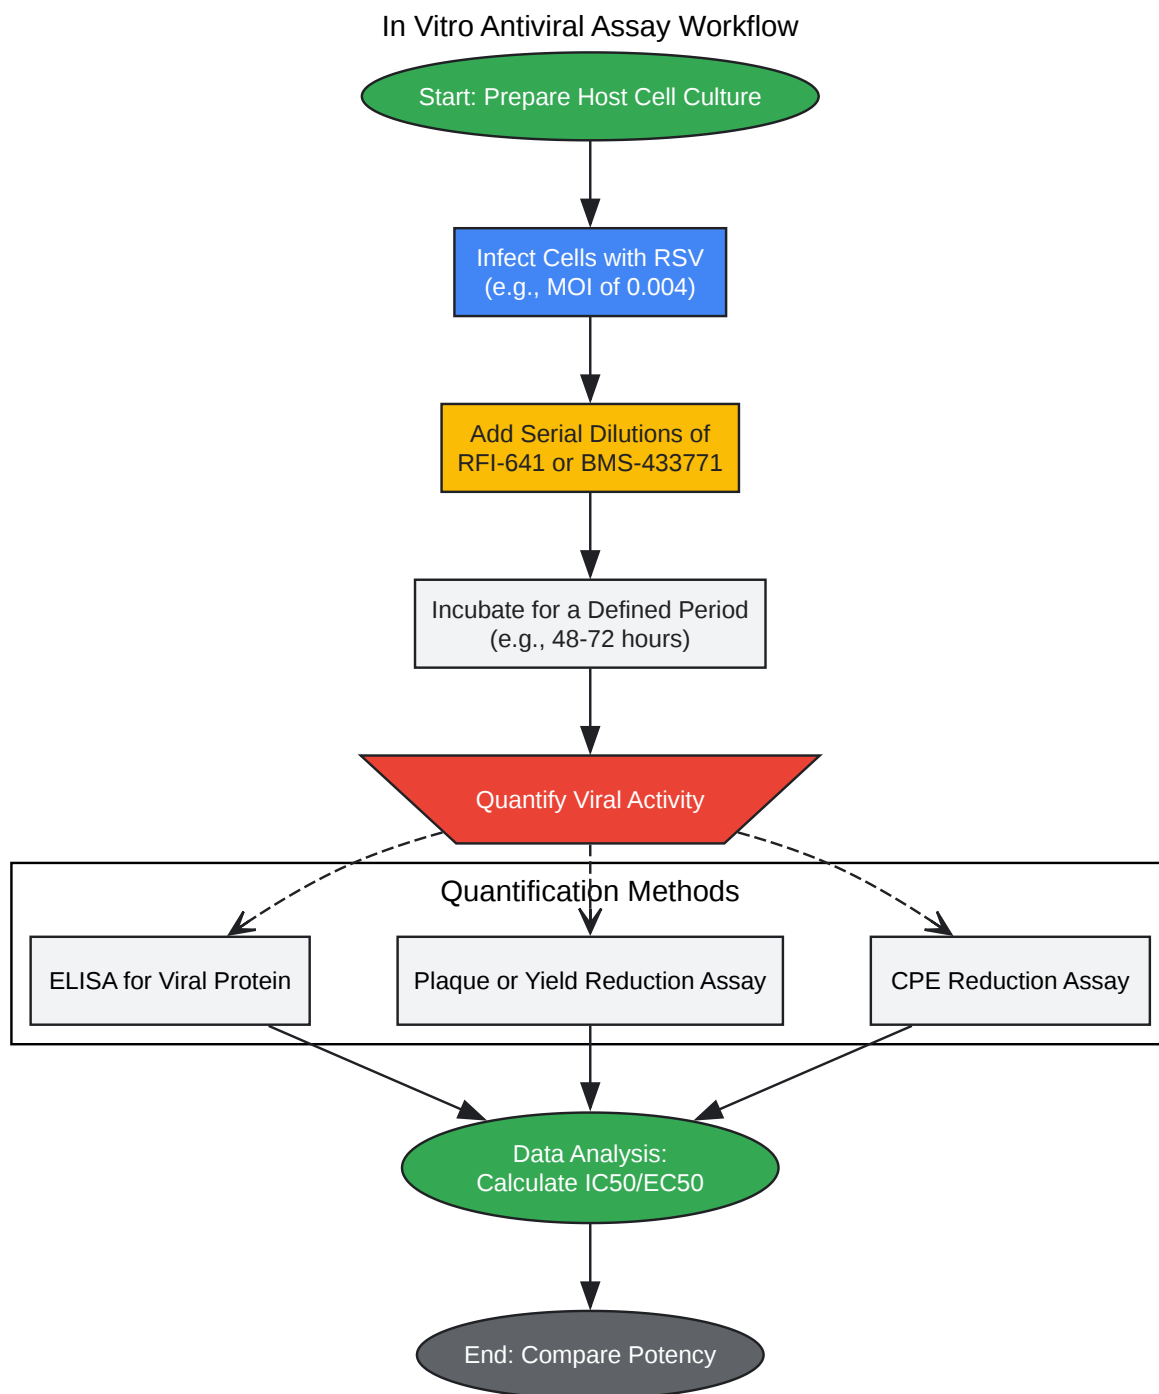 In Vitro Antiviral Assay Workflow
Start: Prepare Host Cell Culture
Infect Cells with RSV
(e.g., MOI of 0.004)
Add Serial Dilutions of
RFI-641 or BMS-433771
Incubate for a Defined Period
(e.g., 48-72 hours)
Quantify Viral Activity
Quantification Methods
ELISA for Viral Protein
Plaque or Yield Reduction Assay
CPE Reduction Assay
Data Analysis:
Calculate IC50/EC50
End: Compare Potency